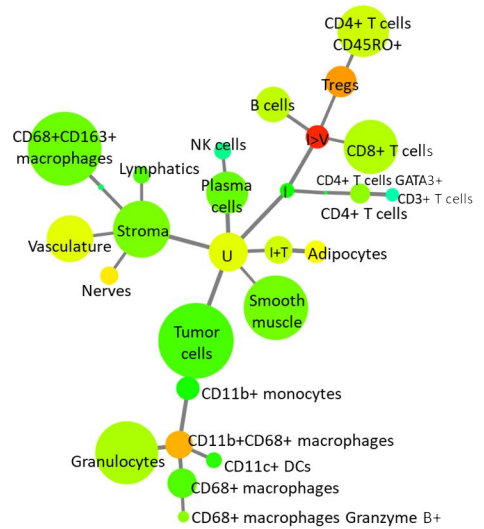 CD4+ T cells
CD45RO+
Tregs
B cells
I>V
CD8+ T cells
NK cells
CD68+CD163+
macrophages
Lymphatics
Plasma
cells
I
CD4+ T cells GATA3+
CD3+ T cells
CD4+ T cells
Stroma
Vasculature
U
I+T
Adipocytes
Nerves
Smooth
muscle
Tumor
cells
CD11b+ monocytes
CD11b+CD68+ macrophages
Granulocytes
CD11c+ DCs
CD68+ macrophages
CD68+ macrophages Granzyme B+